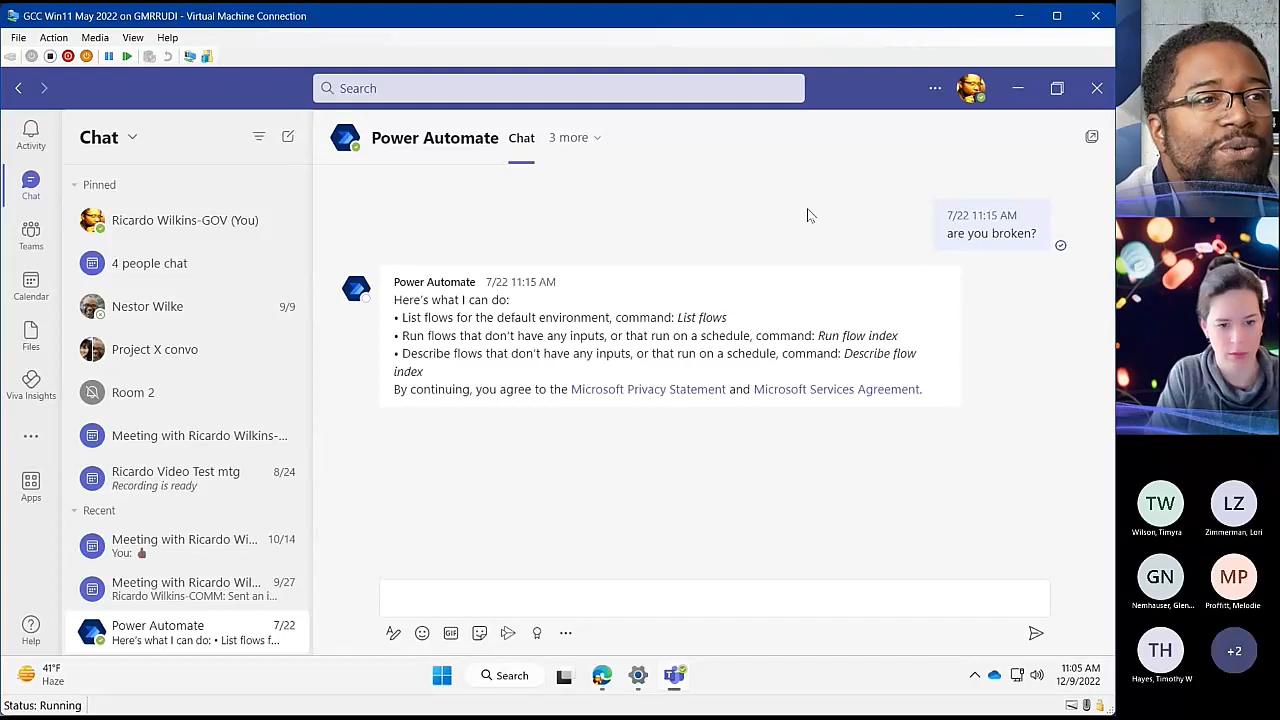 GCC Win11 May 2022 on GMRRUDI - Virtual Machine Connection
File Action Media View Help
Search
Activity
Chat
Teams
Calendar
Files
Viva Insights
Apps
Help
Chat
Pinned
Ricardo Wilkins-GOV (You)
4 people chat
Nestor Wilke 9/9
Project X convo
Room 2
Meeting with Ricardo Wilkins-...
Ricardo Video Test mtg 8/24
Recording is ready
Recent
Meeting with Ricardo Wi... 10/14
You:
Meeting with Ricardo Wil... 9/27
Ricardo Wilkins-COMM: Sent an i...
Power Automate 7/22
Here's what I can do: • List flows f...
Power Automate Chat 3 more
7/22 11:15 AM
are you broken?
Power Automate 7/22 11:15 AM
Here's what I can do:
• List flows for the default environment, command: List flows
• Run flows that don't have any inputs, or that run on a schedule, command: Run flow index
• Describe flows that don't have any inputs, or that run on a schedule, command: Describe flow
index
By continuing, you agree to the Microsoft Privacy Statement and Microsoft Services Agreement.
GIF
41°F
Haze
Search
11:05 AM
12/9/2022
Status: Running
TW
Wilson, Timyra
LZ
Zimmerman, Lori
GN
Nemhauser, Glen...
MP
Proffitt, Melodie
TH
Hayes, Timothy W
+2